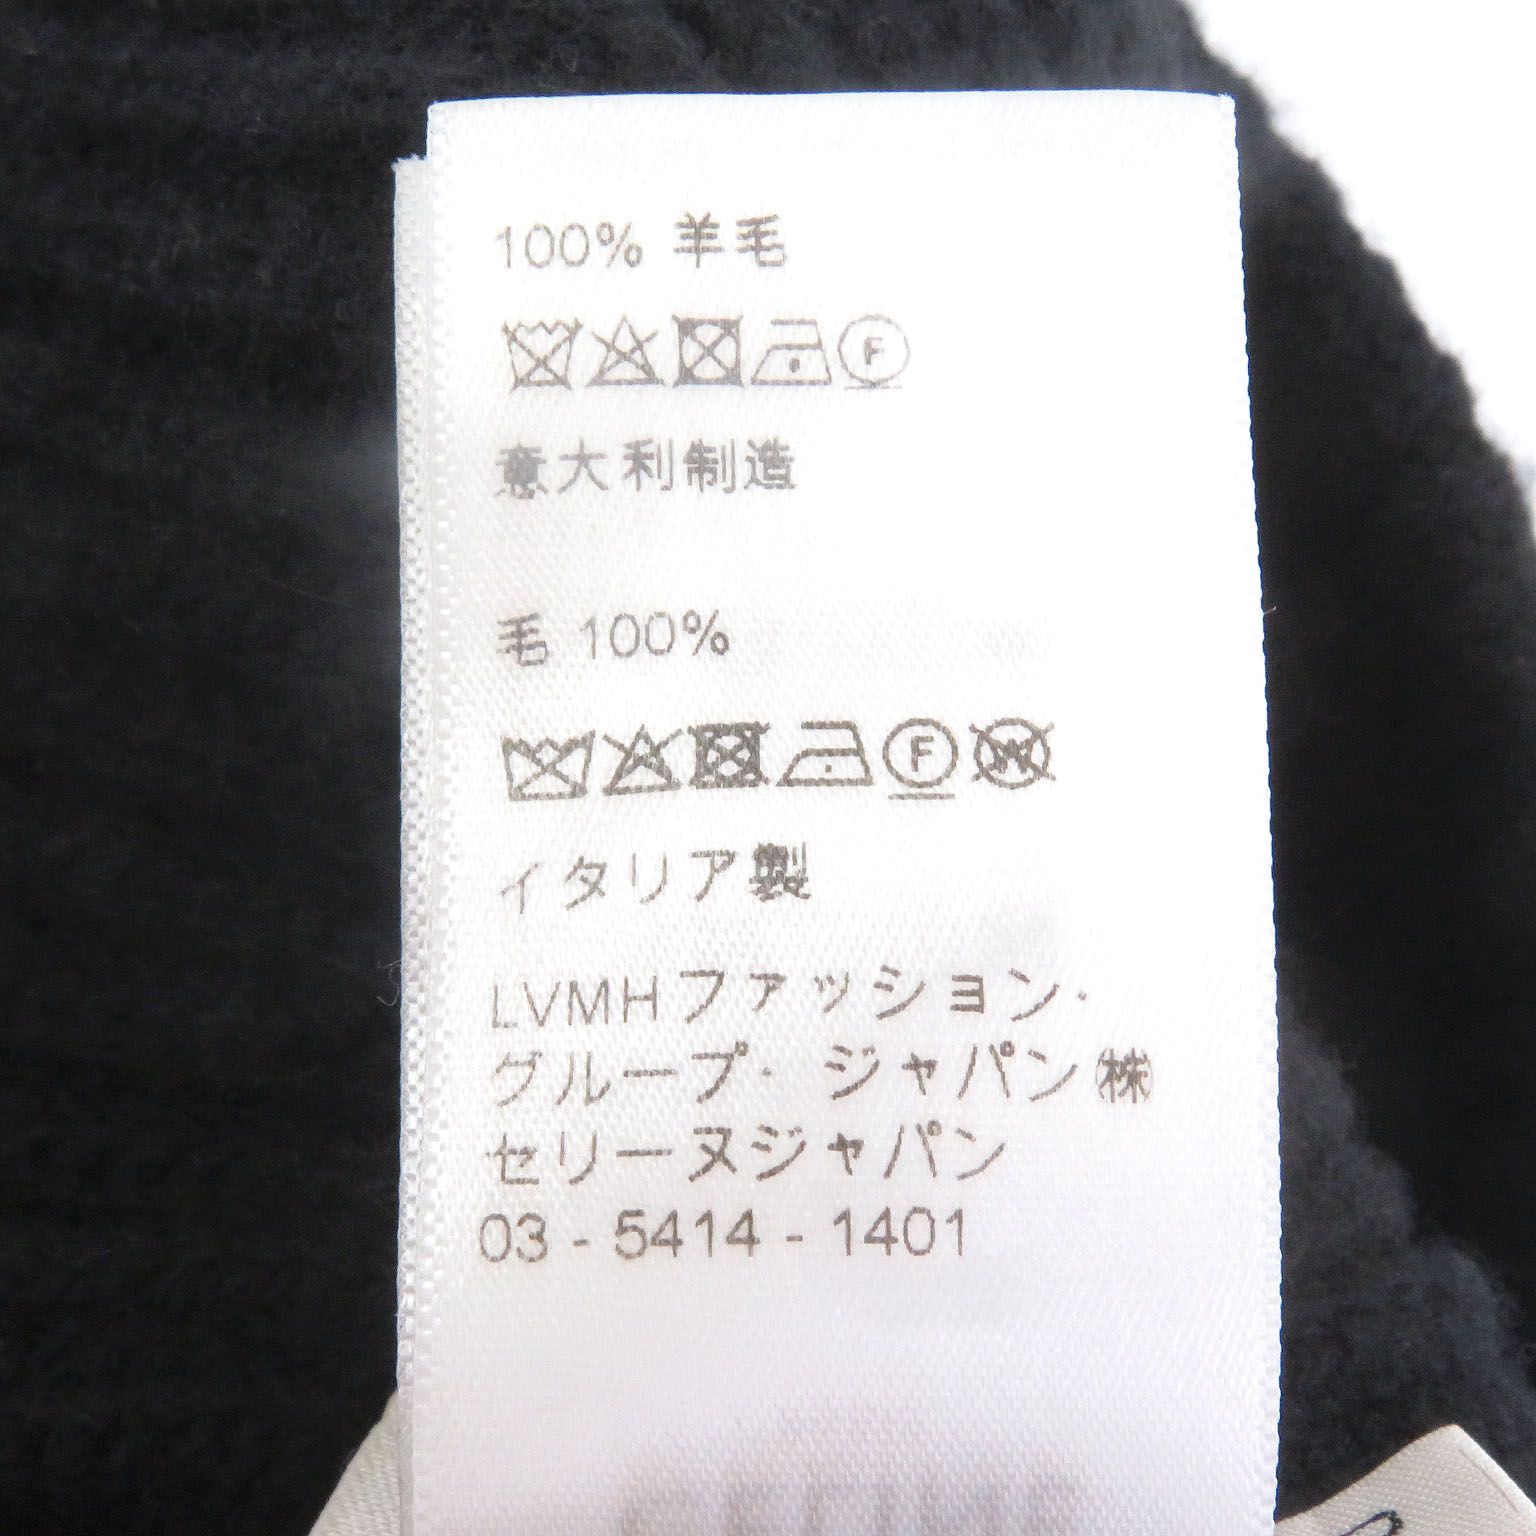 100% 羊毛
F
意大利制造
毛 100%
F W
イタリア製
LVMHファッション・
グループ・ジャパン㈱
セリーヌジャパン
03 - 5414 - 1401